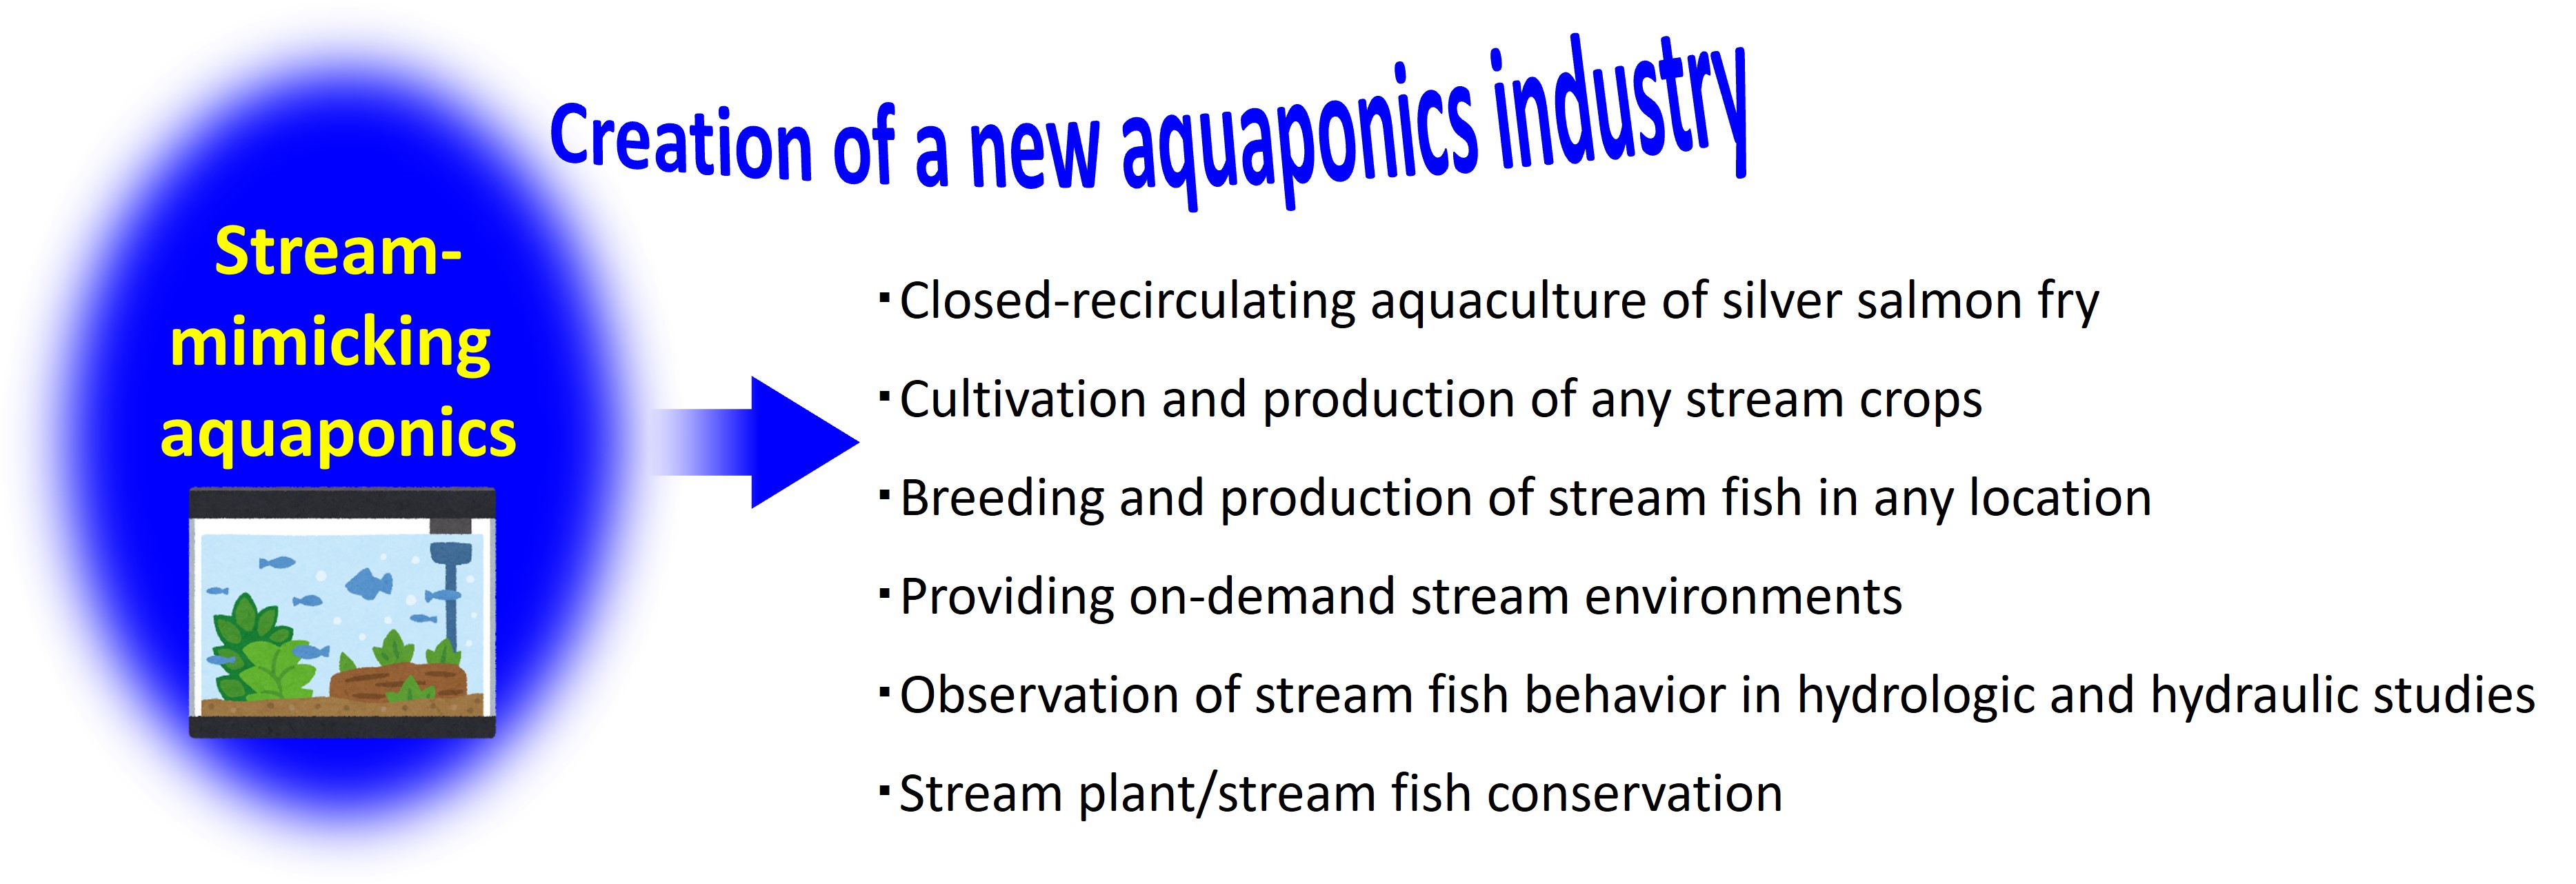 Creation of a new aquaponics industry
Stream-
mimicking
aquaponics
・Closed-recirculating aquaculture of silver salmon fry
・Cultivation and production of any stream crops
・Breeding and production of stream fish in any location
・Providing on-demand stream environments
・Observation of stream fish behavior in hydrologic and hydraulic studies
・Stream plant/stream fish conservation